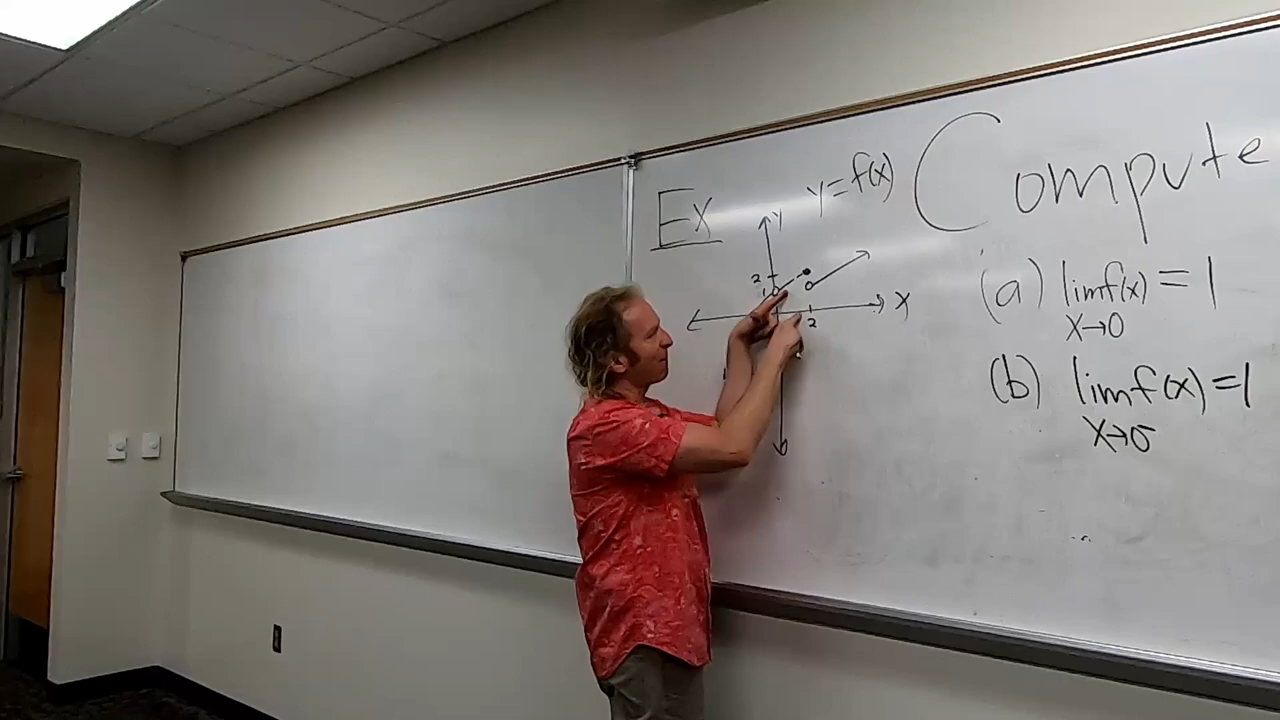 Ex
y=f(x)
Compute
y
2
1
x
2
(a) lim f(x) = 1
x→0
(b) lim f(x) = 1
x→0⁻